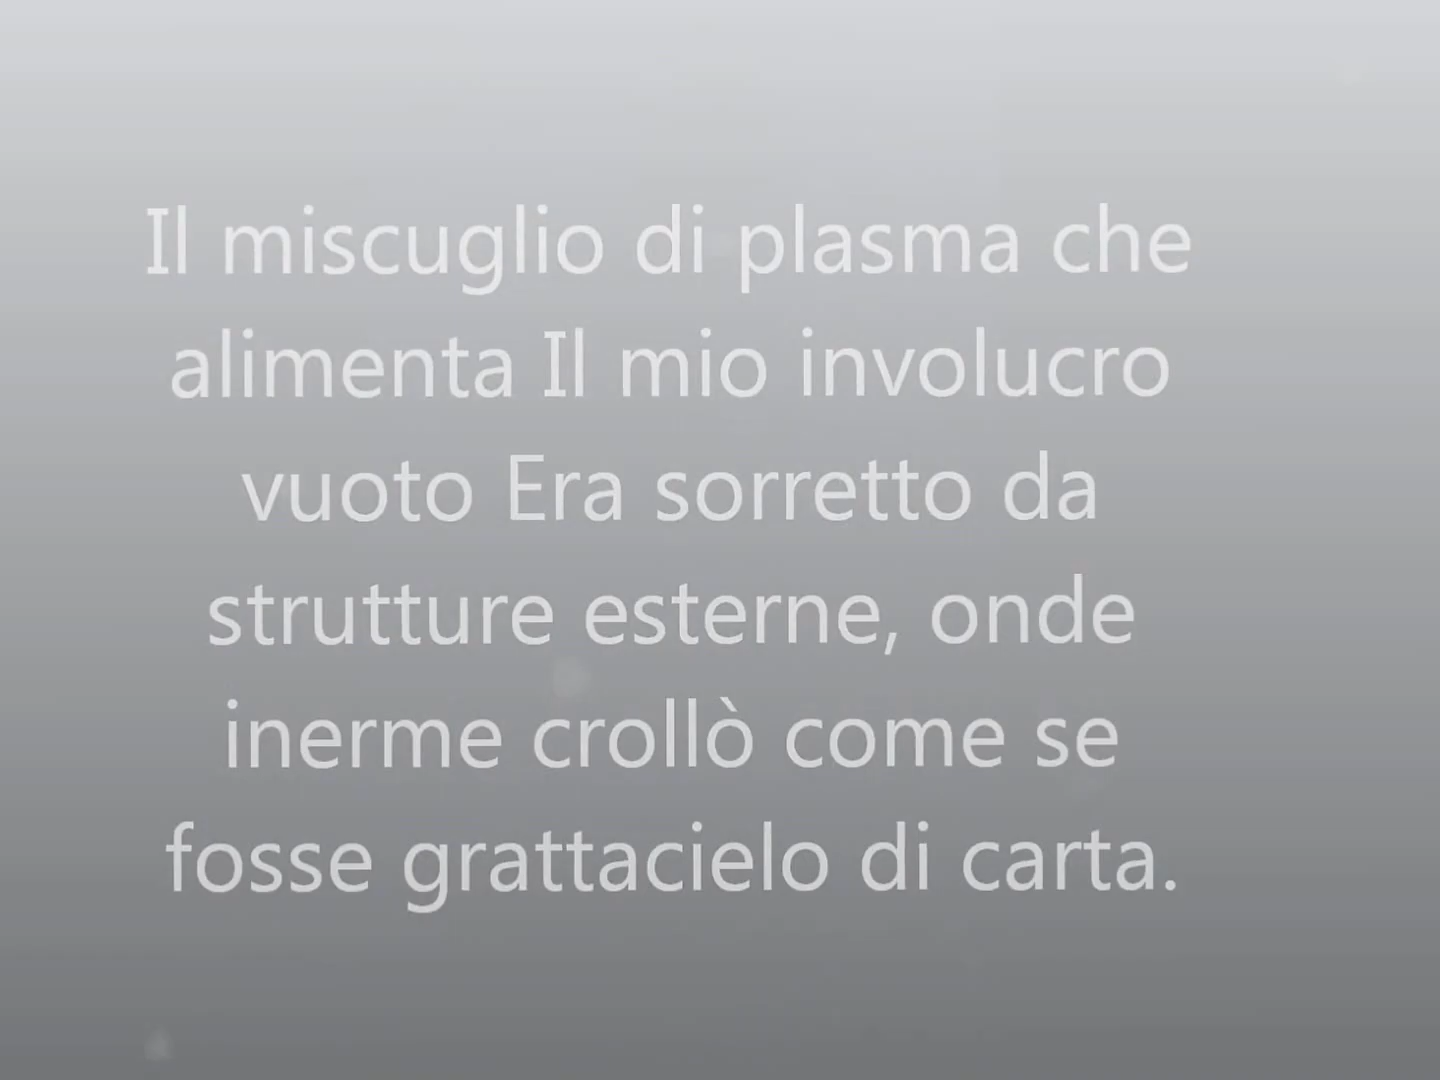 Il miscuglio di plasma che
alimenta Il mio involucro
vuoto Era sorretto da
strutture esterne, onde
inerme crollò come se
fosse grattacielo di carta.